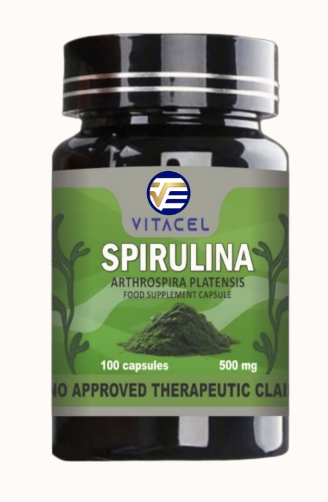 VITACEL
SPIRULINA
ARTHROSPIRA PLATENSIS
FOOD SUPPLEMENT CAPSULE
100 capsules 500 mg
NO APPROVED THERAPEUTIC CLAI